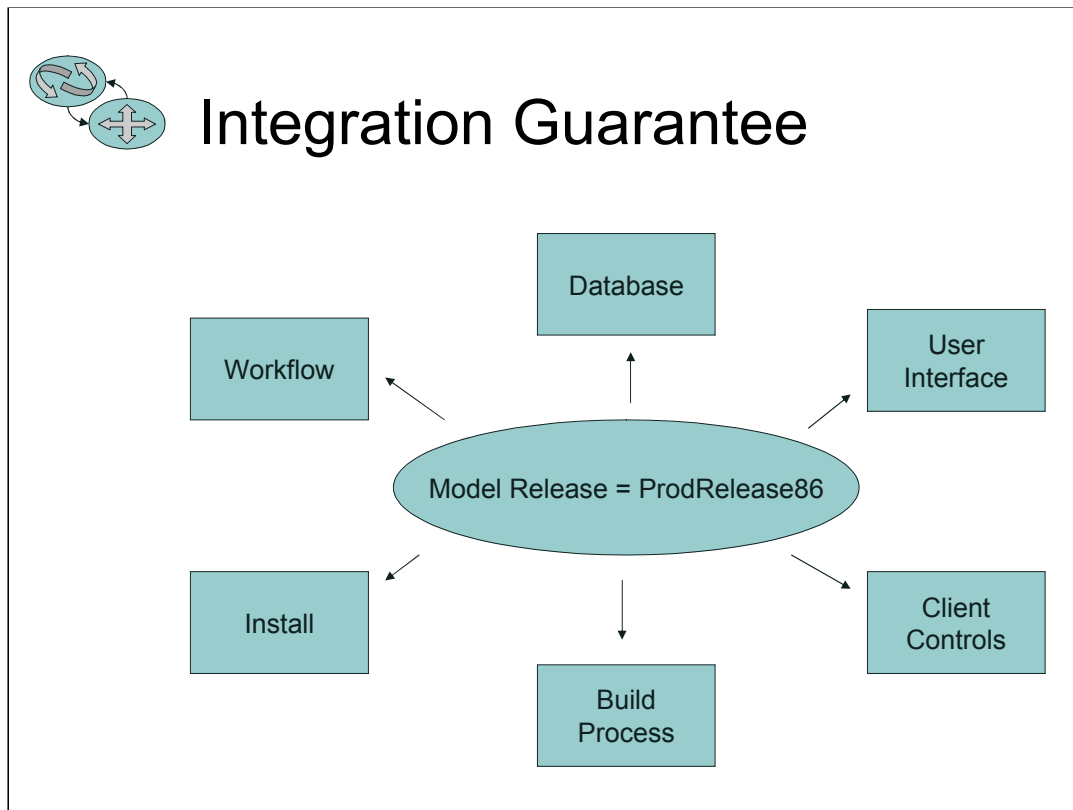 Integration Guarantee
Database
Workflow
User
Interface
Model Release = ProdRelease86
Install
Client
Controls
Build
Process